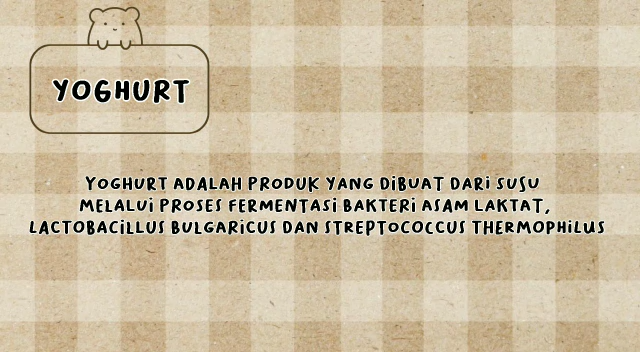 YOGHURT
YOGHURT ADALAH PRODUK YANG DIBUAT DARI SUSU
MELALUI PROSES FERMENTASI BAKTERI ASAM LAKTAT,
LACTOBACILLUS BULGARICUS DAN STREPTOCOCCUS THERMOPHILUS